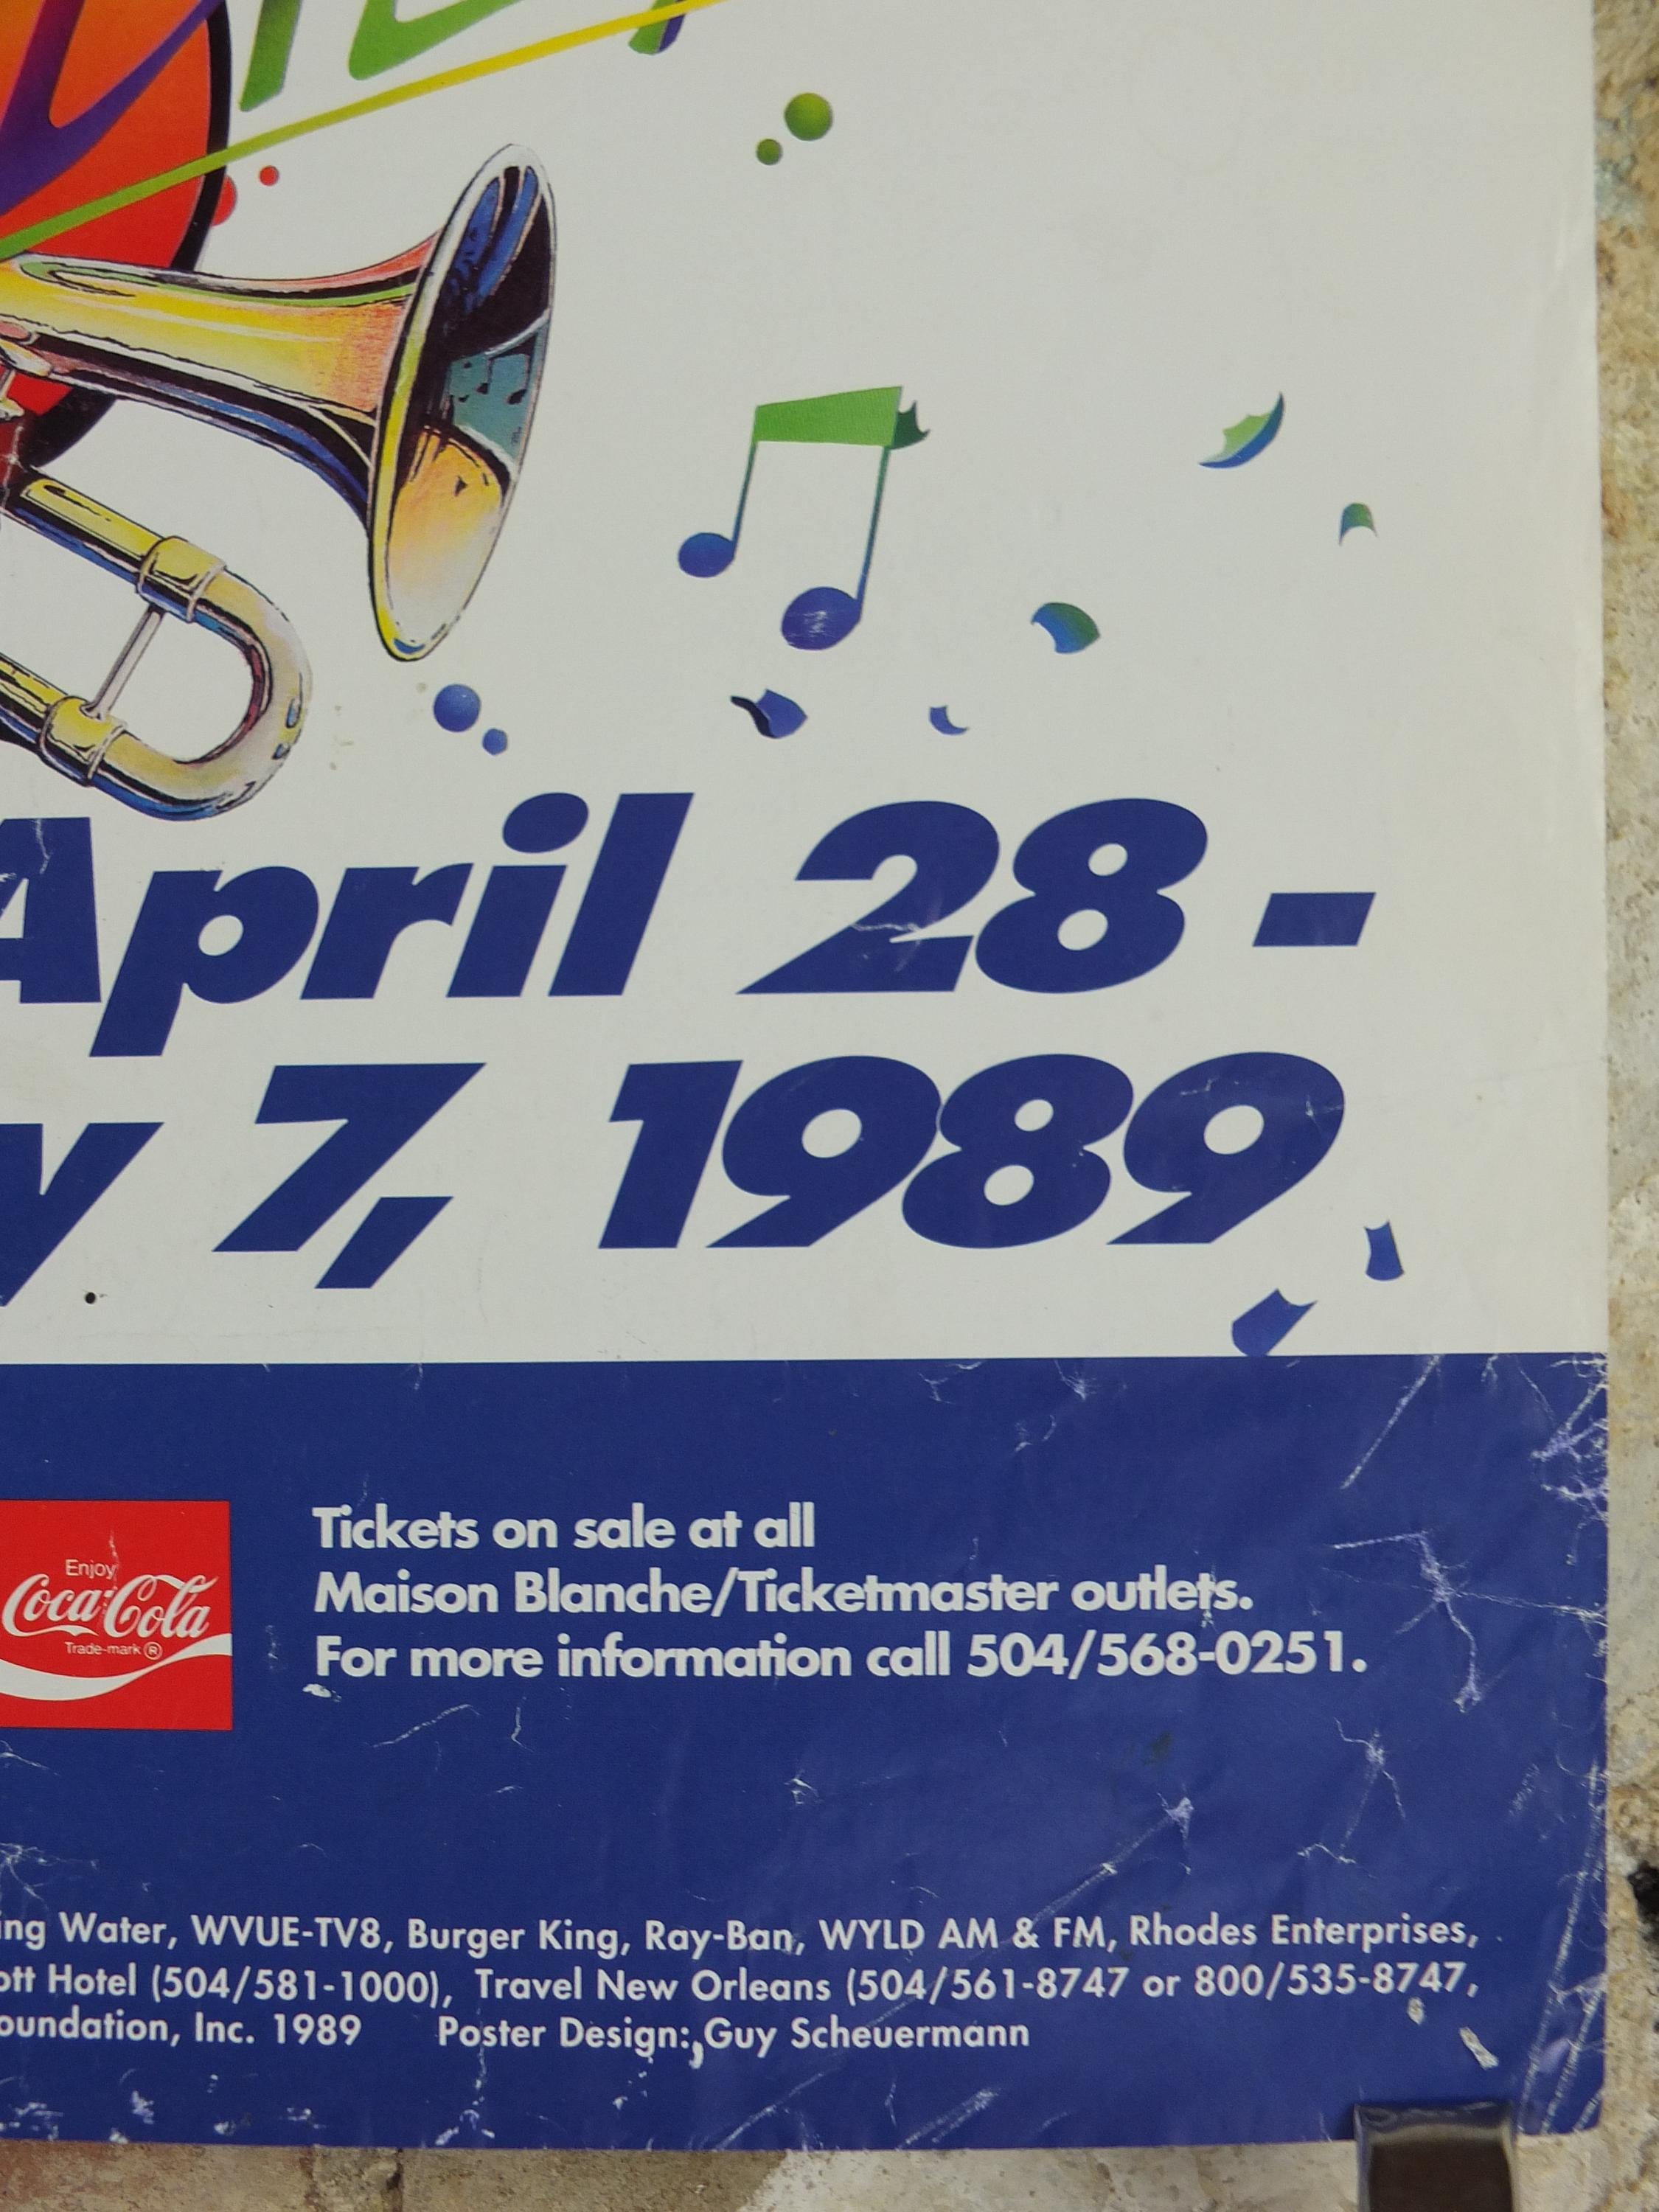 April 28 -
y 7, 1989
Enjoy
Coca-Cola
Trade-mark ®
Tickets on sale at all
Maison Blanche/Ticketmaster outlets.
For more information call 504/568-0251.
ing Water, WVUE-TV8, Burger King, Ray-Ban, WYLD AM & FM, Rhodes Enterprises,
ott Hotel (504/581-1000), Travel New Orleans (504/561-8747 or 800/535-8747,
oundation, Inc. 1989 Poster Design: Guy Scheuermann